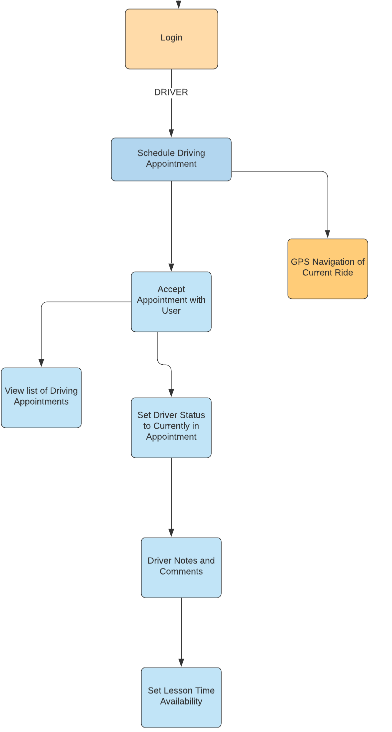 Login
DRIVER
Schedule Driving
Appointment
GPS Navigation of
Current Ride
Accept
Appointment with
User
View list of Driving
Appointments
Set Driver Status
to Currently in
Appointment
Driver Notes and
Comments
Set Lesson Time
Availability